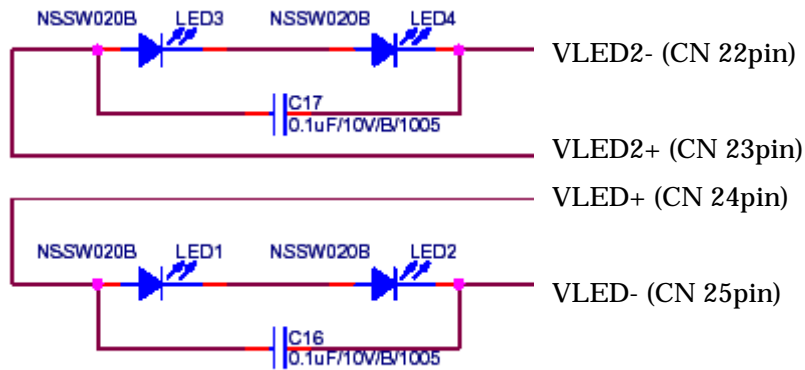 NSSW020B LED3 NSSW020B LED4
VLED2- (CN 22pin)
C17
0.1uF/10V/B/1005
VLED2+ (CN 23pin)
VLED+ (CN 24pin)
NSSW020B LED1 NSSW020B LED2
VLED- (CN 25pin)
C16
0.1uF/10V/B/1005